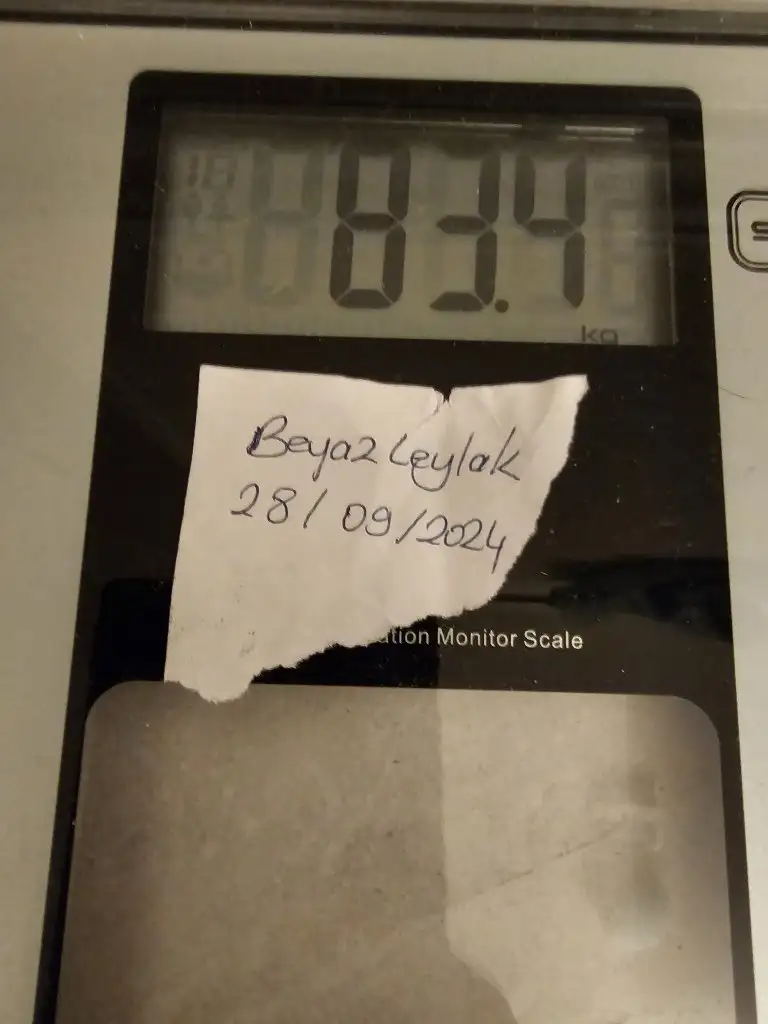 83.4
kg
Beyaz Leylak
28/09/2024
Monitor Scale